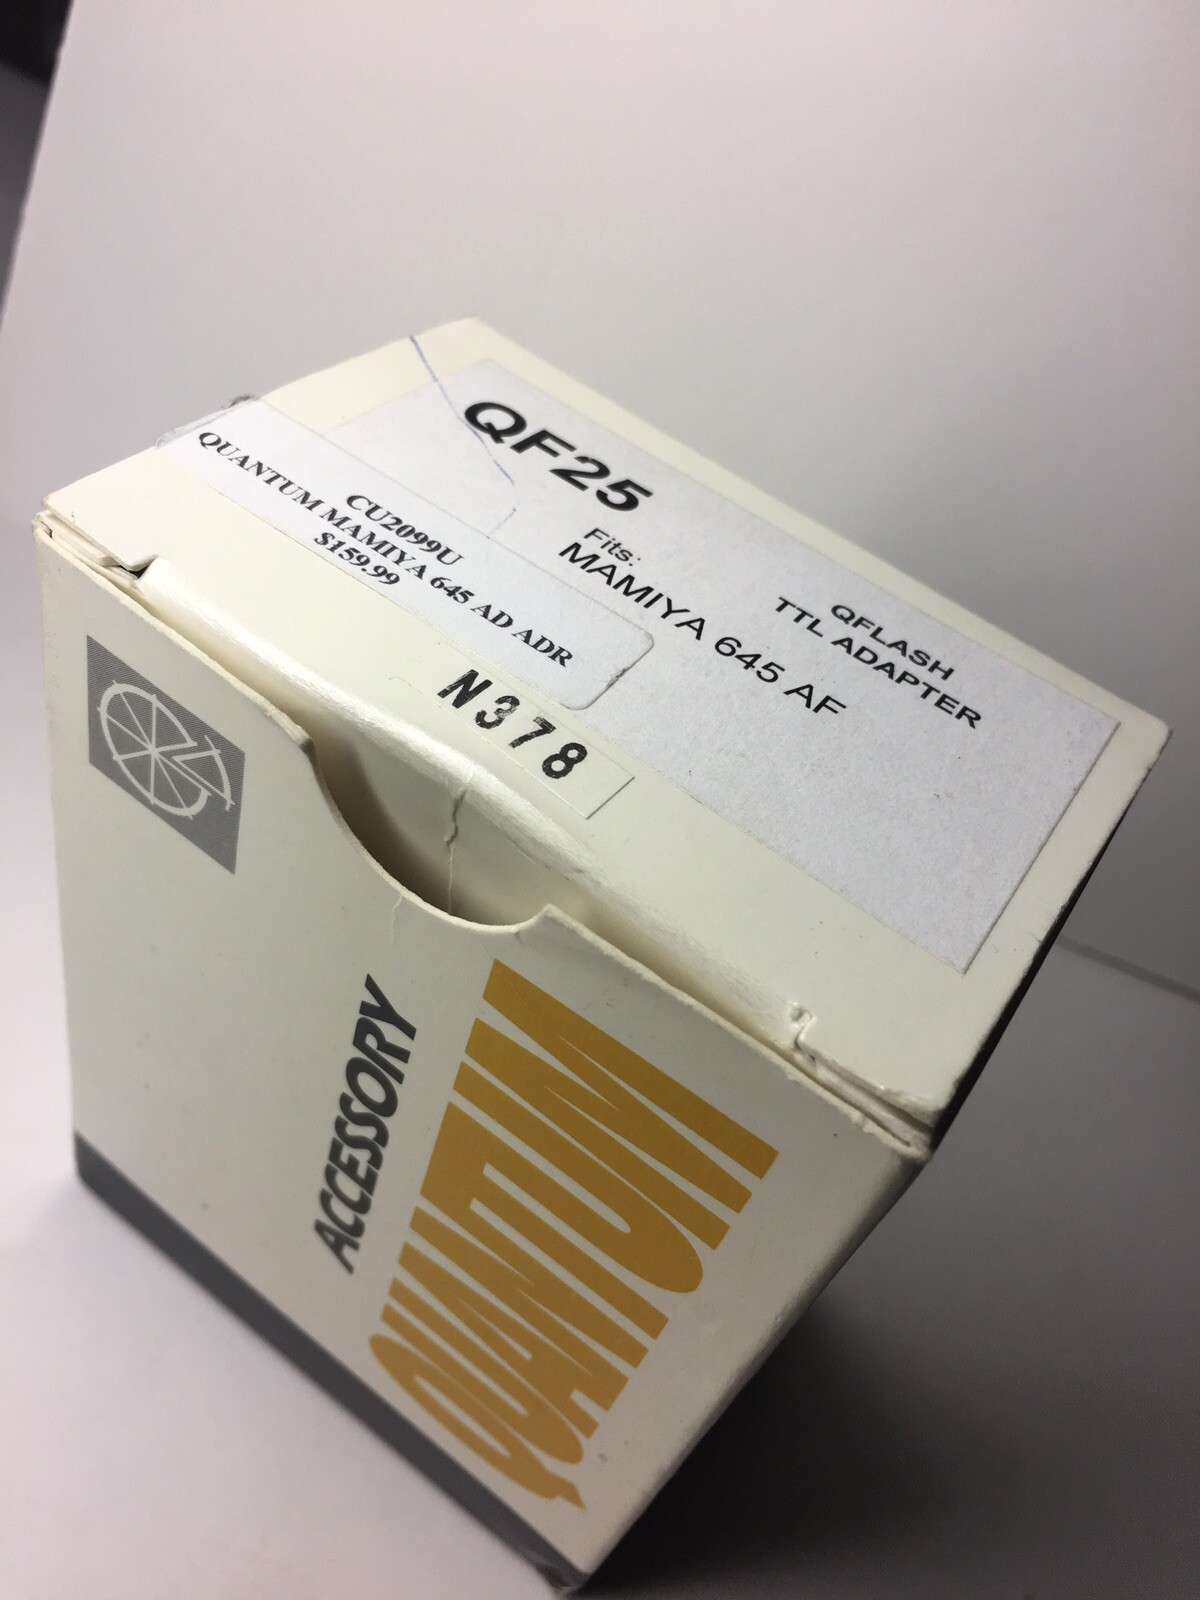 QF25
QFLASH
TTL ADAPTER
Fits:
MAMIYA 645 AF
CU2099U
QUANTUM MAMIYA 645 AD ADR
$159.99
N378
ACCESSORY
QUANTUM